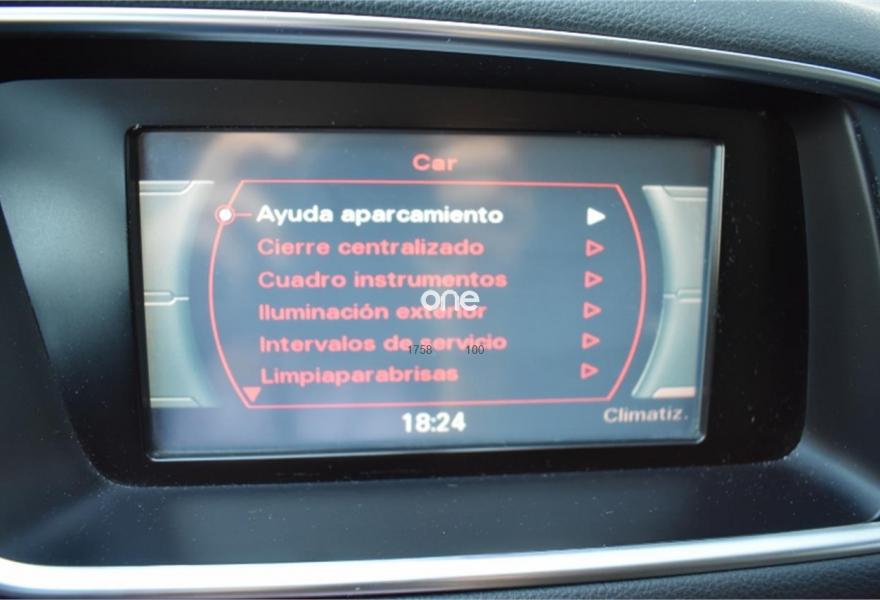 Car
Ayuda aparcamiento
Cierre centralizado
Cuadro instrumentos
one
Iluminación exterior
Intervalos de servicio
1758 100
Limpiaparabrisas
18:24
Climatiz.